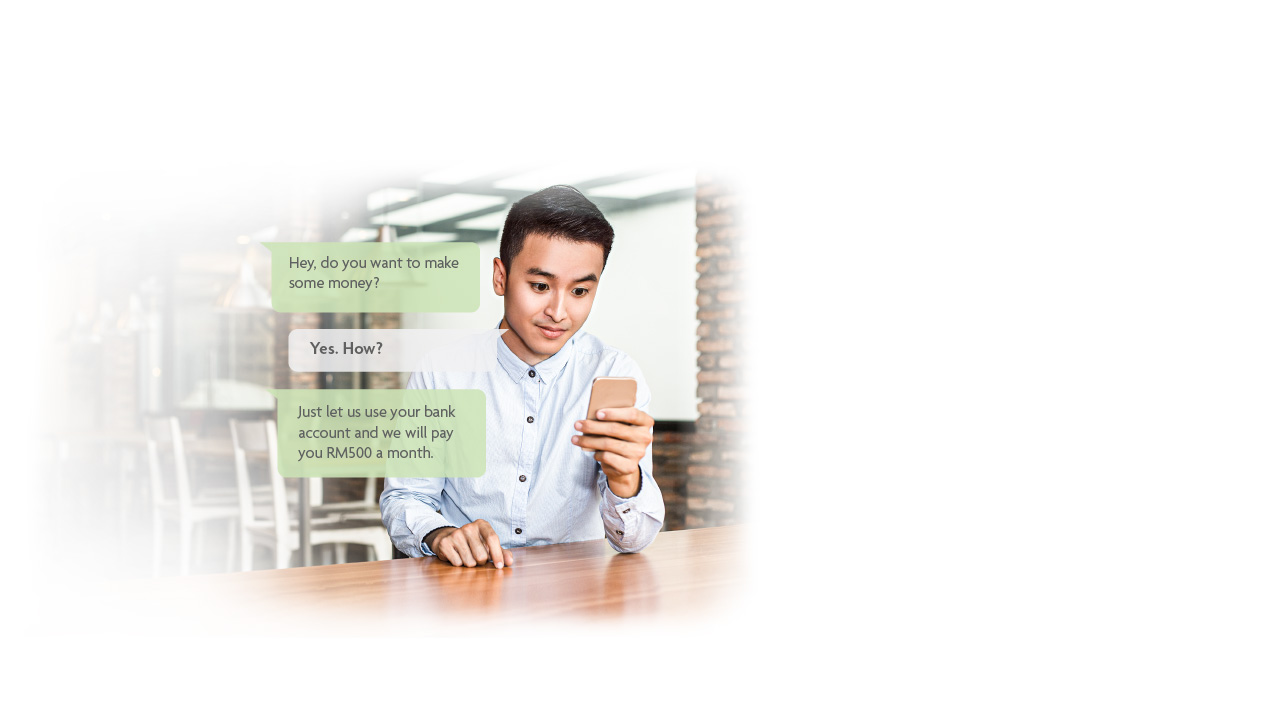 Hey, do you want to make
some money?
Yes. How?
Just let us use your bank
account and we will pay
you RM500 a month.